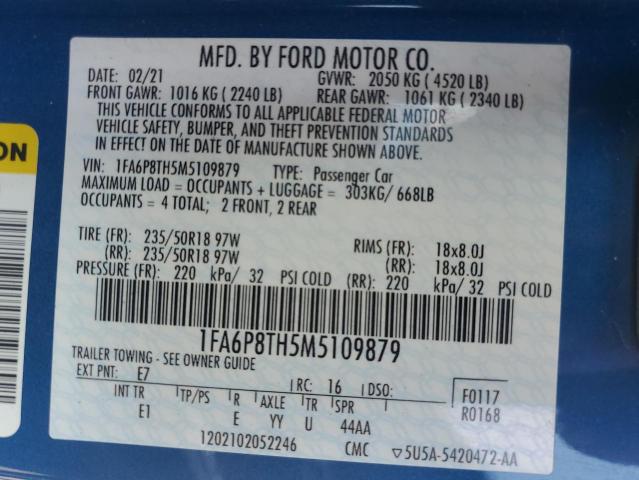 MFD. BY FORD MOTOR CO.
DATE: 02/21 GVWR: 2050 KG ( 4520 LB)
FRONT GAWR: 1016 KG ( 2240 LB) REAR GAWR: 1061 KG ( 2340 LB)
THIS VEHICLE CONFORMS TO ALL APPLICABLE FEDERAL MOTOR
VEHICLE SAFETY, BUMPER, AND THEFT PREVENTION STANDARDS
IN EFFECT ON THE DATE OF MANUFACTURE SHOWN ABOVE.
ON
VIN: 1FA6P8TH5M5109879 TYPE: Passenger Car
MAXIMUM LOAD = OCCUPANTS + LUGGAGE = 303KG/ 668LB
OCCUPANTS = 4 TOTAL; 2 FRONT, 2 REAR
TIRE (FR): 235/50R18 97W RIMS (FR): 18x8.0J
(RR): 235/50R18 97W (RR): 18x8.0J
PRESSURE (FR): 220 kPa/ 32 PSI COLD (RR): 220 kPa/ 32 PSI COLD
1FA6P8TH5M5109879
TRAILER TOWING - SEE OWNER GUIDE
EXT PNT: E7 RC: 16 DSO: F0117
R0168
INT TR TP/PS R AXLE TR SPR
E1 E YY U 44AA
1202102052246 CMC ▽5U5A-5420472-AA